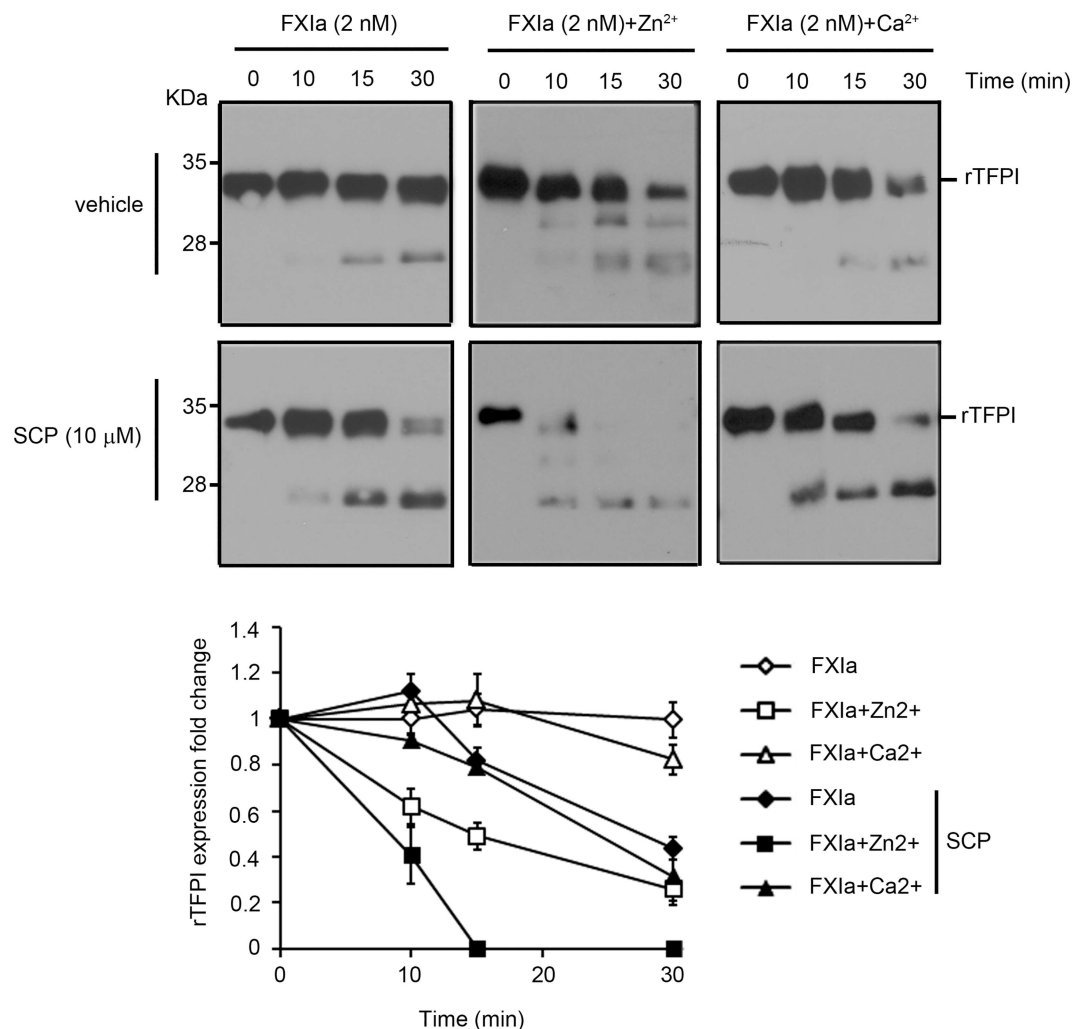 FXIa (2 nM) FXIa (2 nM)+Zn²⁺ FXIa (2 nM)+Ca²⁺
0 10 15 30 0 10 15 30 0 10 15 30 Time (min)
KDa
35
rTFPI
vehicle
28
35
rTFPI
SCP (10 μM)
28
1.4
1.2
1
0.8
0.6
0.4
0.2
0
rTFPI expression fold change
0 10 20 30
Time (min)
FXIa
FXIa+Zn2+
FXIa+Ca2+
FXIa
FXIa+Zn2+
FXIa+Ca2+
SCP